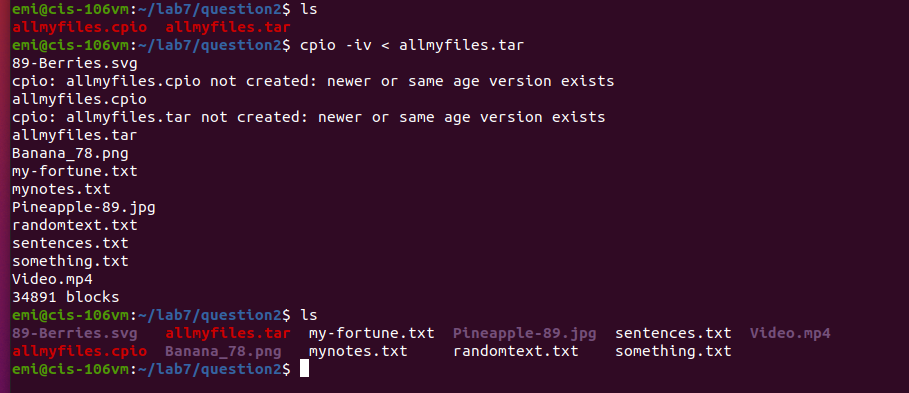 emi@cis-106vm:~/lab7/question2$ ls
allmyfiles.cpio  allmyfiles.tar
emi@cis-106vm:~/lab7/question2$ cpio -iv < allmyfiles.tar
89-Berries.svg
cpio: allmyfiles.cpio not created: newer or same age version exists
allmyfiles.cpio
cpio: allmyfiles.tar not created: newer or same age version exists
allmyfiles.tar
Banana_78.png
my-fortune.txt
mynotes.txt
Pineapple-89.jpg
randomtext.txt
sentences.txt
something.txt
Video.mp4
34891 blocks
emi@cis-106vm:~/lab7/question2$ ls
89-Berries.svg   allmyfiles.tar  my-fortune.txt  Pineapple-89.jpg  sentences.txt  Video.mp4
allmyfiles.cpio  Banana_78.png   mynotes.txt     randomtext.txt    something.txt
emi@cis-106vm:~/lab7/question2$